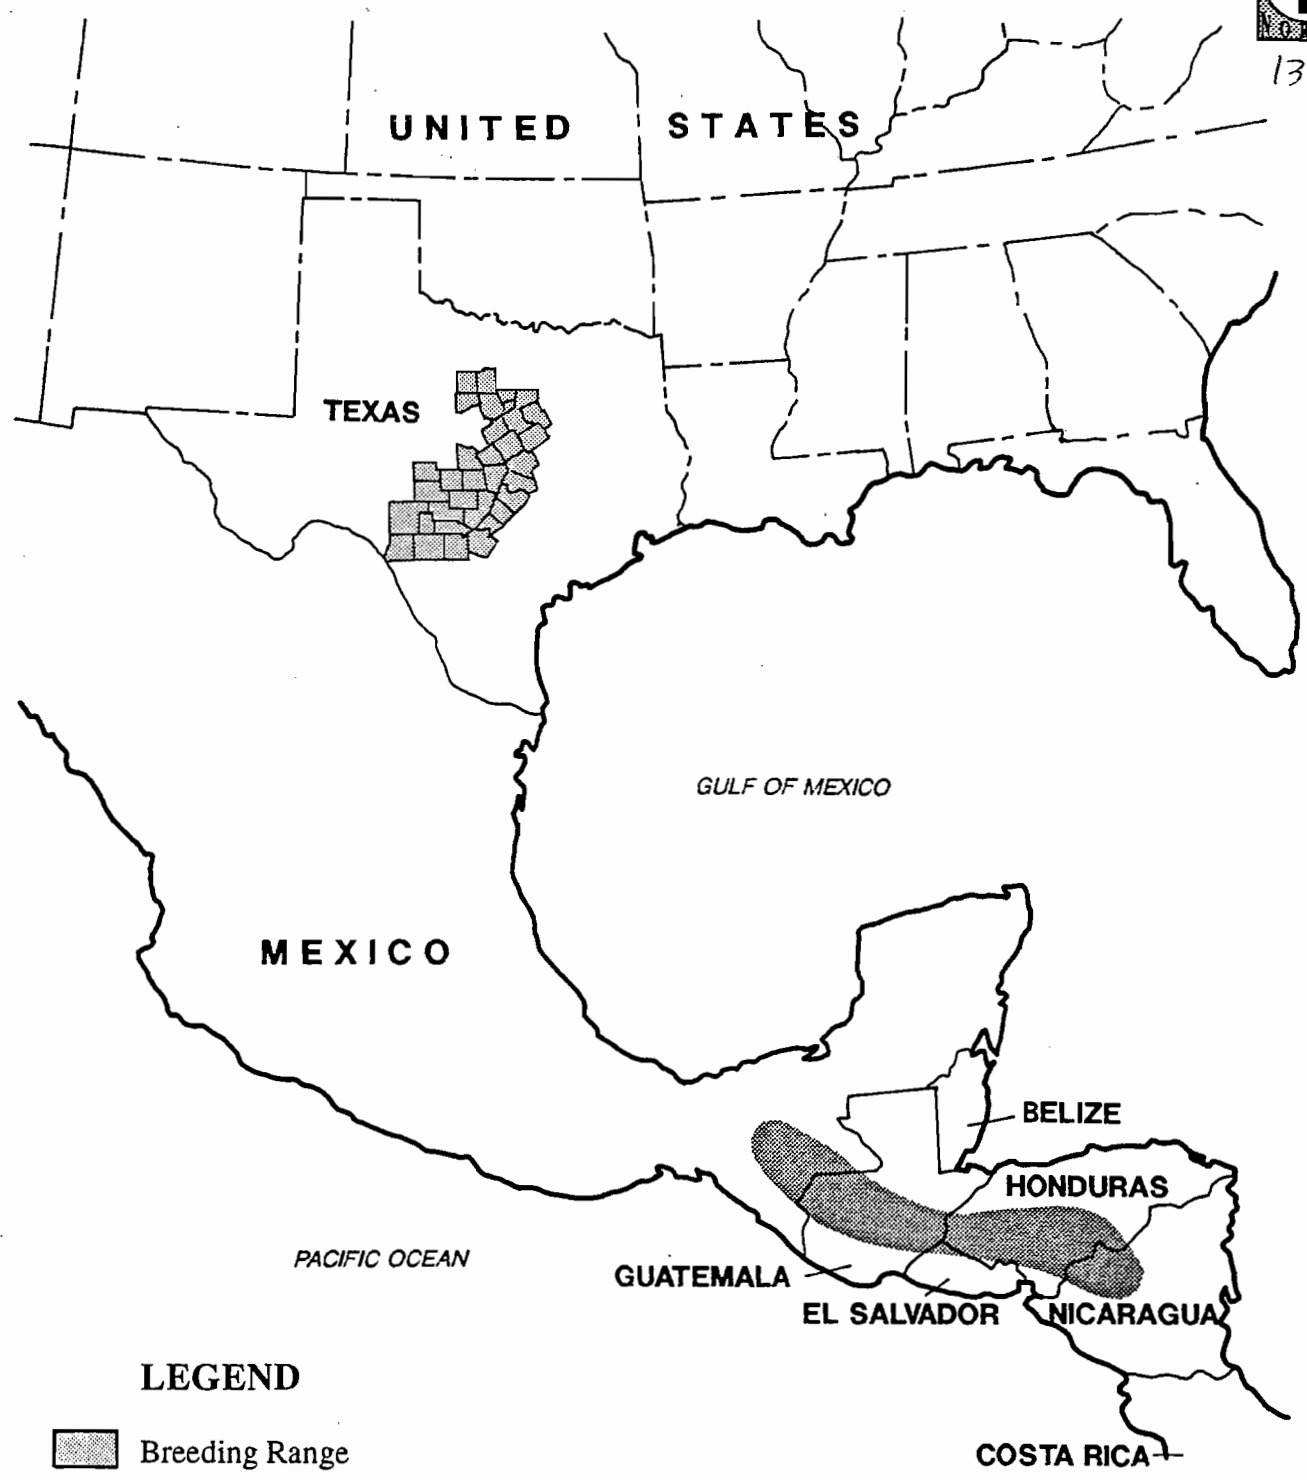 13
UNITED STATES
TEXAS
GULF OF MEXICO
MEXICO
BELIZE
HONDURAS
PACIFIC OCEAN
GUATEMALA
EL SALVADOR
NICARAGUA
LEGEND
Breeding Range
COSTA RICA